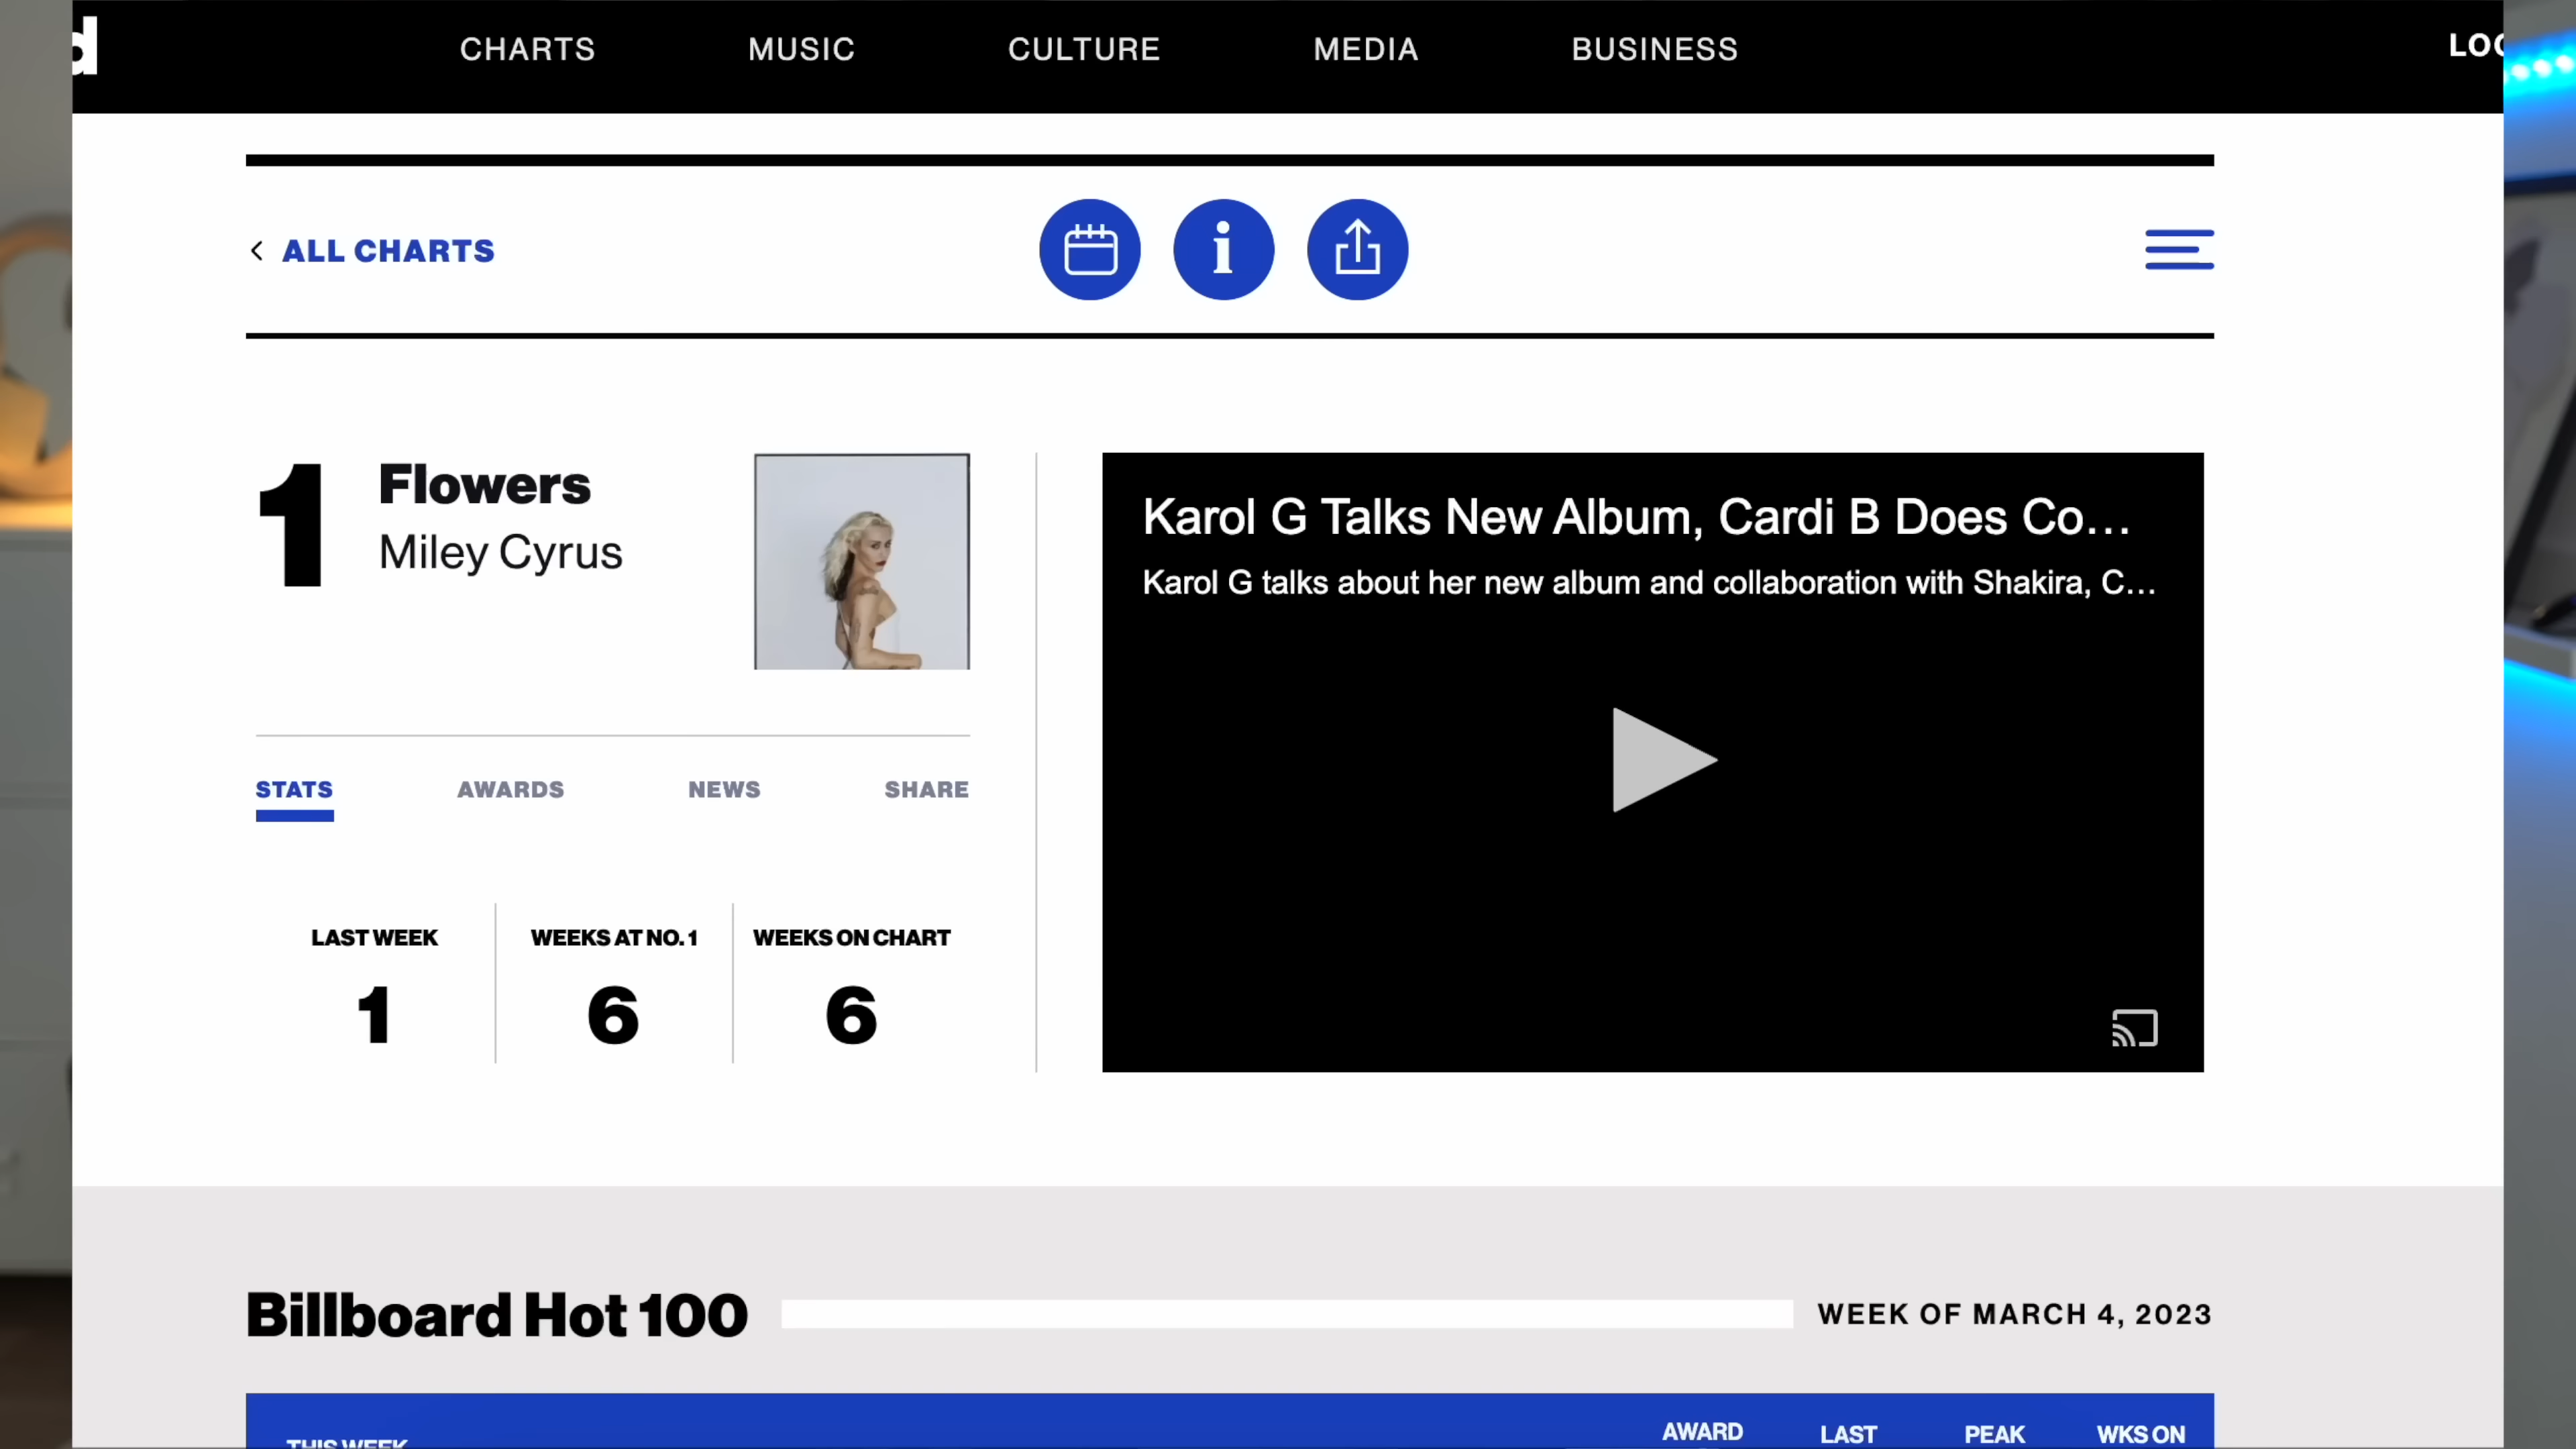 d
CHARTS MUSIC CULTURE MEDIA BUSINESS
ALL CHARTS
1
Flowers
Miley Cyrus
Karol G Talks New Album, Cardi B Does Co...
Karol G talks about her new album and collaboration with Shakira, C...
STATS AWARDS NEWS SHARE
LAST WEEK WEEKS AT NO. 1 WEEKS ON CHART
1 6 6
Billboard Hot 100 WEEK OF MARCH 4, 2023
THIS WEEK AWARD LAST PEAK WKS ON